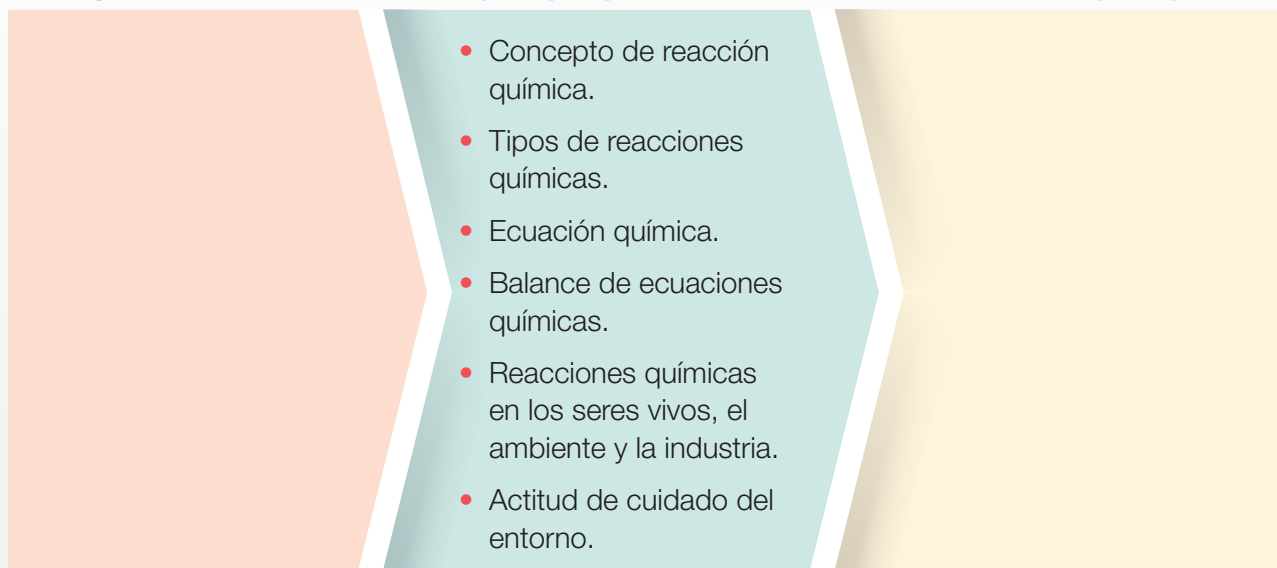 • Concepto de reacción
química.
• Tipos de reacciones
químicas.
• Ecuación química.
• Balance de ecuaciones
químicas.
• Reacciones químicas
en los seres vivos, el
ambiente y la industria.
• Actitud de cuidado del
entorno.